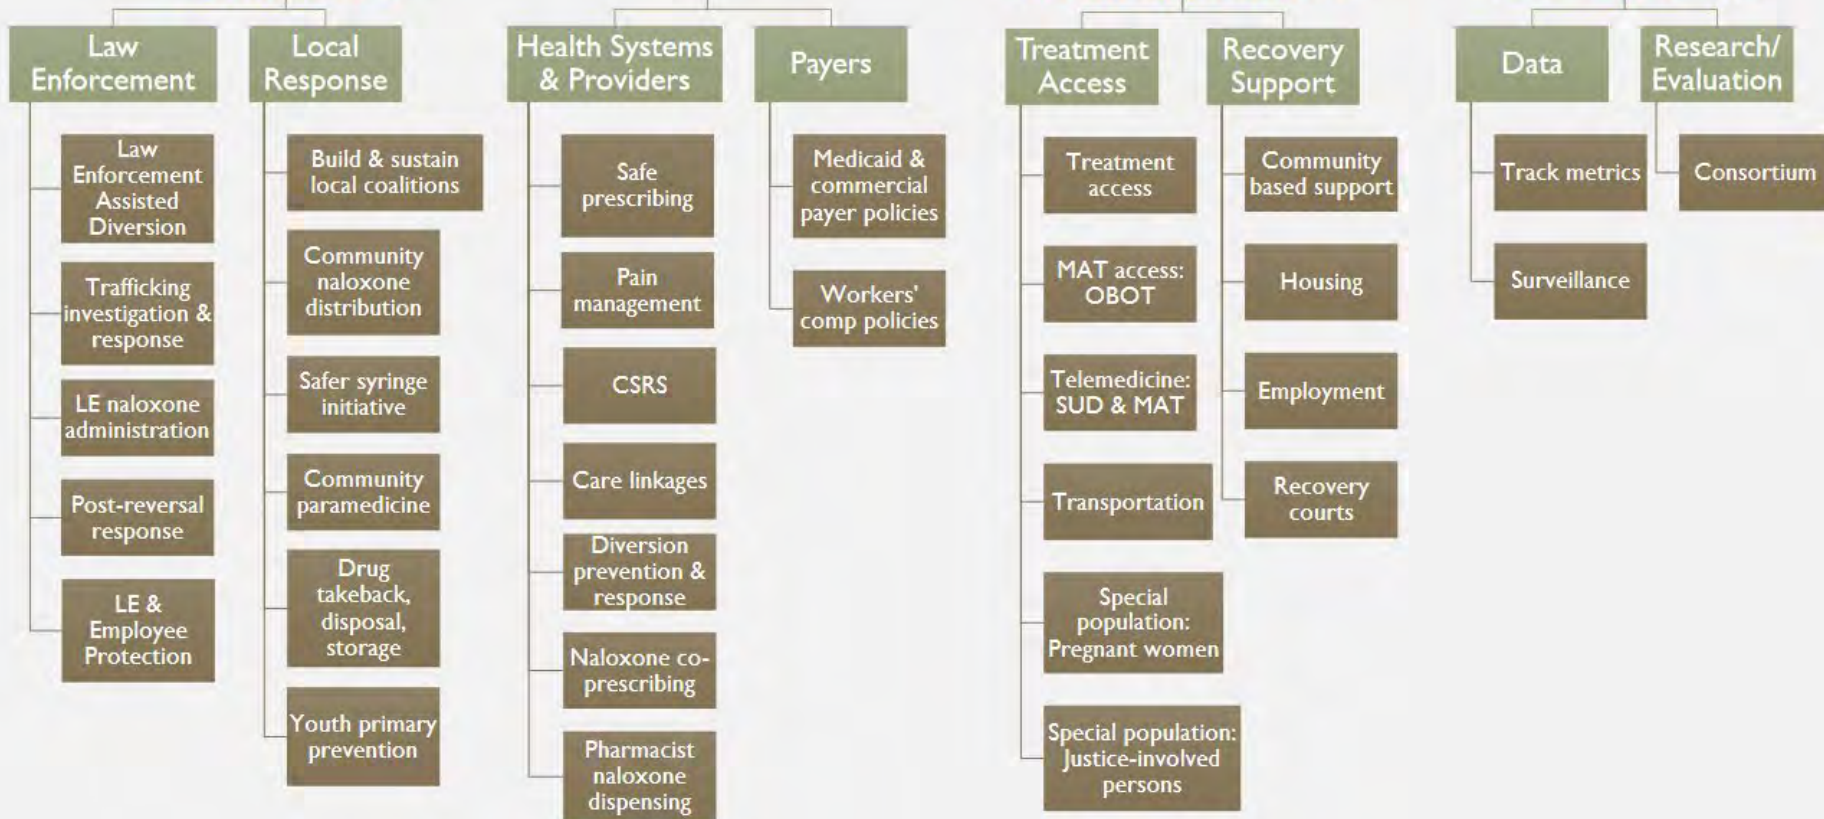 Law
Enforcement
Law
Enforcement
Assisted
Diversion
Trafficking
investigation &
response
LE naloxone
administration
Post-reversal
response
LE &
Employee
Protection
Local
Response
Build & sustain
local coalitions
Community
naloxone
distribution
Safer syringe
initiative
Community
paramedicine
Drug
takeback,
disposal,
storage
Youth primary
prevention
Health Systems
& Providers
Safe
prescribing
Pain
management
CSRS
Care linkages
Diversion
prevention &
response
Naloxone co-
prescribing
Pharmacist
naloxone
dispensing
Payers
Medicaid &
commercial
payer policies
Workers'
comp policies
Treatment
Access
Treatment
access
MAT access:
OBOT
Telemedicine:
SUD & MAT
Transportation
Special
population:
Pregnant women
Special population:
Justice-involved
persons
Recovery
Support
Community
based support
Housing
Employment
Recovery
courts
Data
Track metrics
Surveillance
Research/
Evaluation
Consortium